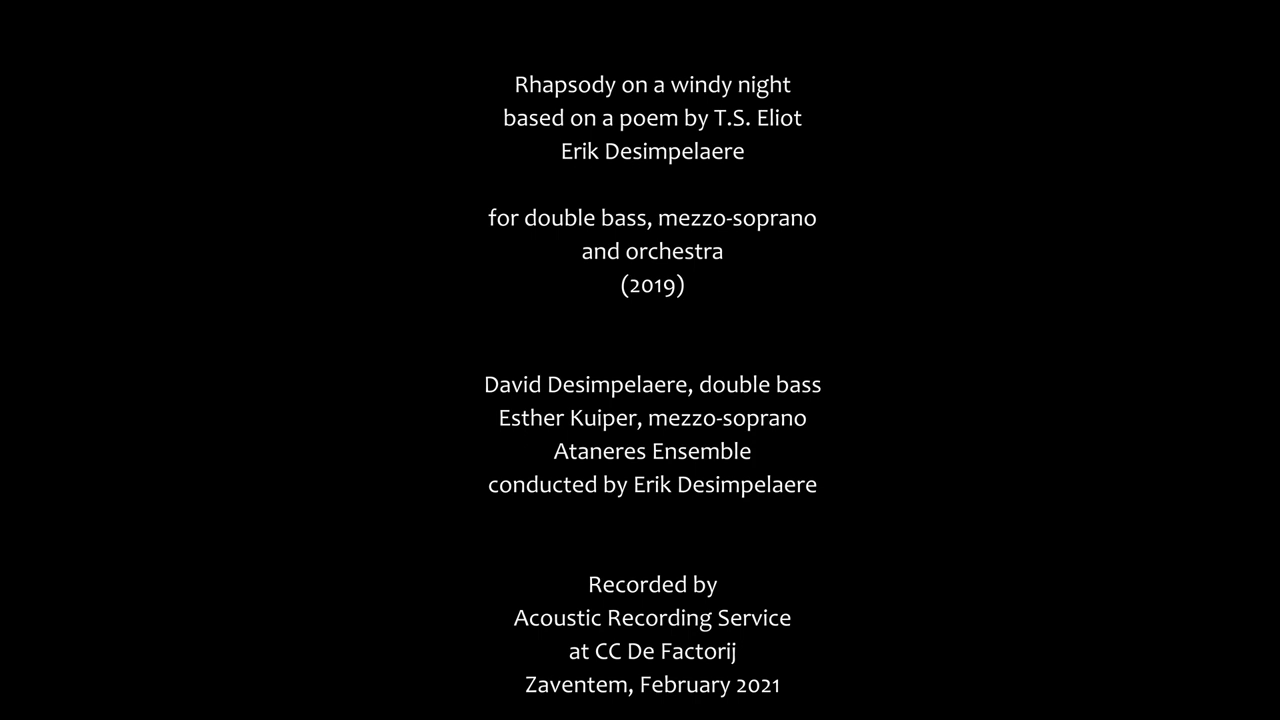 Rhapsody on a windy night
based on a poem by T.S. Eliot
Erik Desimpelaere
for double bass, mezzo-soprano
and orchestra
(2019)
David Desimpelaere, double bass
Esther Kuiper, mezzo-soprano
Ataneres Ensemble
conducted by Erik Desimpelaere
Recorded by
Acoustic Recording Service
at CC De Factorij
Zaventem, February 2021